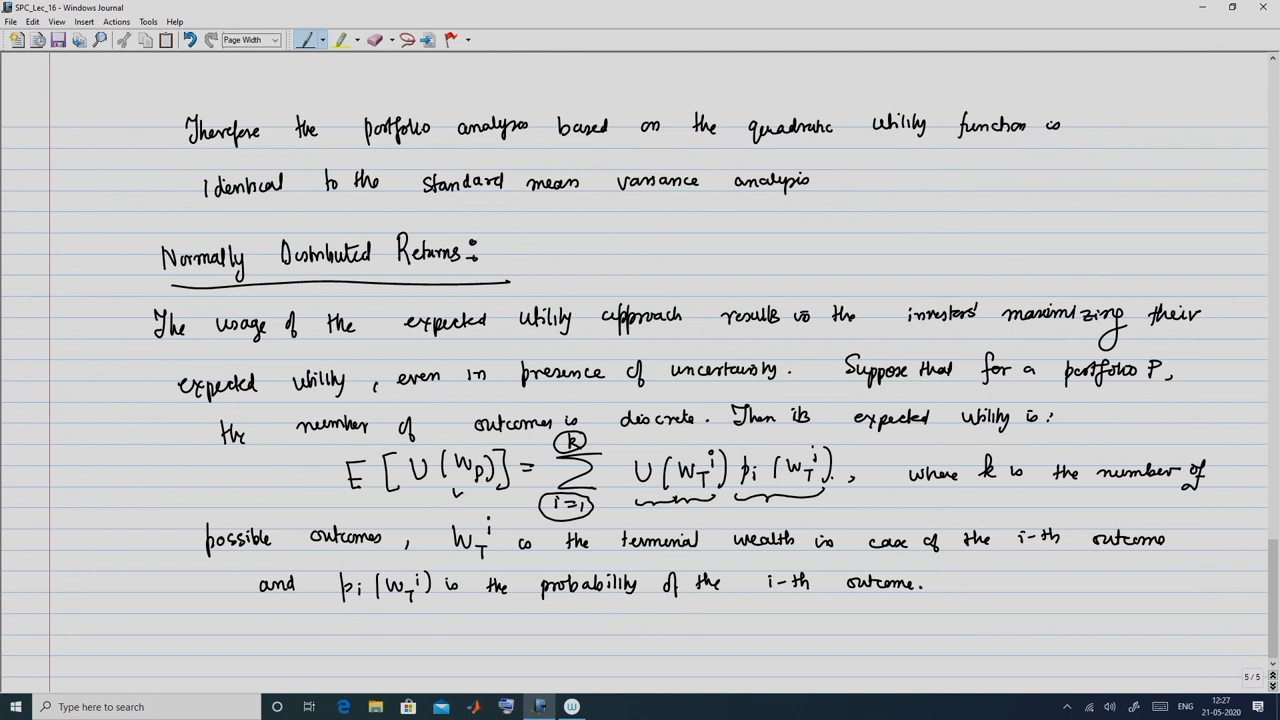 SPC_Lec_16 - Windows Journal
File Edit View Insert Actions Tools Help
Page Width
Therefore the portfolio analysis based on the quadratic utility function is
identical to the standard mean variance analysis
Normally Distributed Returns:
The usage of the expected utility approach results in the investors' maximizing their
expected utility, even in presence of uncertainty. Suppose that for a portfolio P,
the number of outcomes is discrete. Then its expected utility is:
E[U(W_P)] = Σ_{i=i}^{k} U(W_T^i) p_i(W_T^i), where k is the number of
possible outcomes, W_T^i is the terminal wealth in case of the i-th outcome
and p_i(W_T^i) is the probability of the i-th outcome.
5 / 5
Type here to search
ENG
12:27
21-05-2020